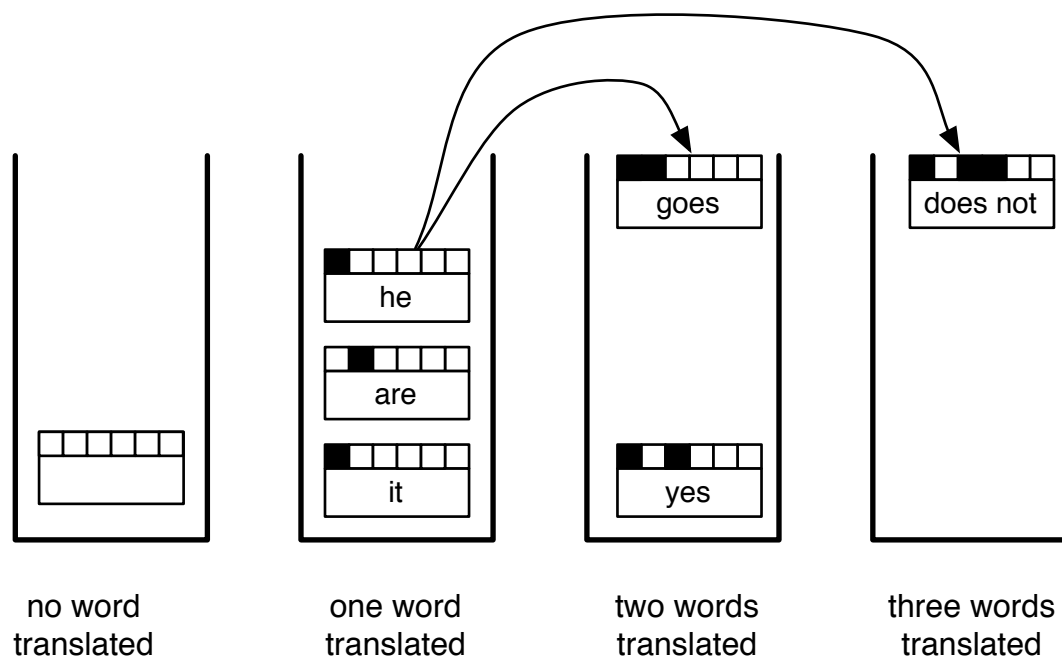 goes
does not
he
are
it
yes
no word
translated
one word
translated
two words
translated
three words
translated